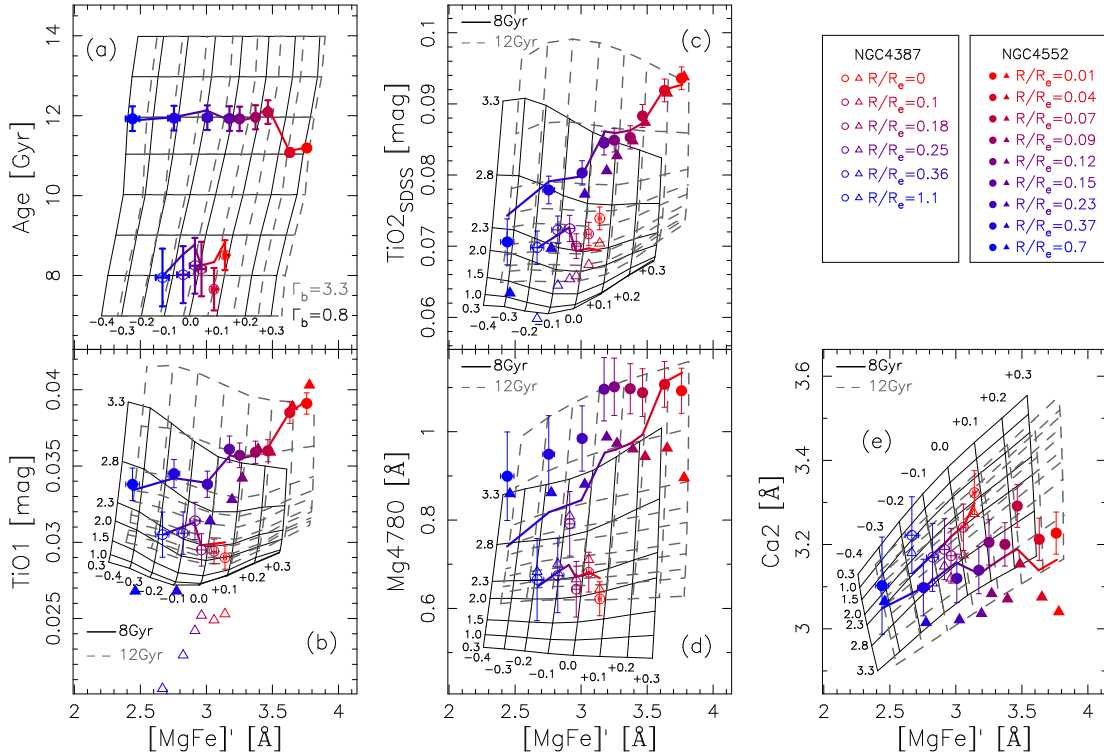 (a)
Age [Gyr]
14
12
10
8
Γb=3.3
Γb=0.8
−0.4
−0.3
−0.2
−0.1
0.0
+0.1
+0.2
+0.3
8Gyr
12Gyr
(c)
TiO2SDSS [mag]
0.1
0.09
0.08
0.07
0.06
3.3
2.8
2.3
2.0
1.5
1.0
0.3
−0.4
−0.3
−0.2
−0.1
0.0
+0.1
+0.2
+0.3
NGC4387
R/Re=0
R/Re=0.1
R/Re=0.18
R/Re=0.25
R/Re=0.36
R/Re=1.1
NGC4552
R/Re=0.01
R/Re=0.04
R/Re=0.07
R/Re=0.09
R/Re=0.12
R/Re=0.15
R/Re=0.23
R/Re=0.37
R/Re=0.7
(b)
TiO1 [mag]
0.04
0.035
0.03
0.025
3.3
2.8
2.3
2.0
1.5
1.0
0.3
−0.4
−0.3
−0.2
−0.1
0.0
+0.1
+0.2
+0.3
8Gyr
12Gyr
2
2.5
3
3.5
4
[MgFe]' [Å]
8Gyr
12Gyr
(d)
Mg4780 [Å]
1
0.8
0.6
3.3
2.8
2.3
2.0
1.5
1.0
0.3
−0.4
−0.3
−0.2
−0.1
0.0
+0.1
+0.2
+0.3
2
2.5
3
3.5
4
[MgFe]' [Å]
8Gyr
12Gyr
(e)
Ca2 [Å]
3.6
3.4
3.2
3
+0.3
+0.2
+0.1
0.0
−0.1
−0.2
−0.3
−0.4
0.3
1.0
1.5
2.0
2.3
2.8
3.3
2
2.5
3
3.5
4
[MgFe]' [Å]